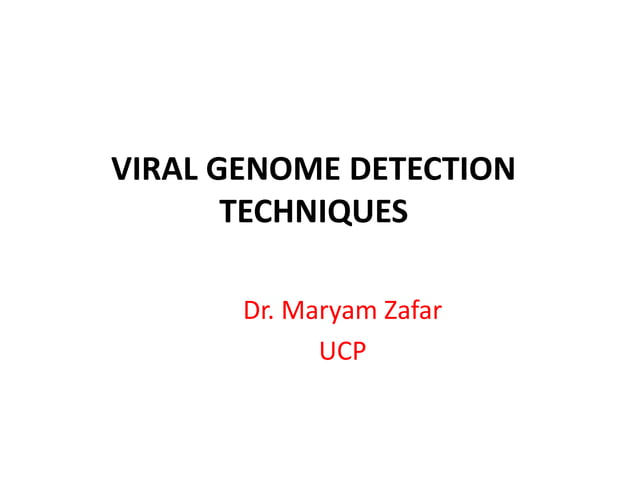 VIRAL GENOME DETECTION
TECHNIQUES
Dr. Maryam Zafar
UCP